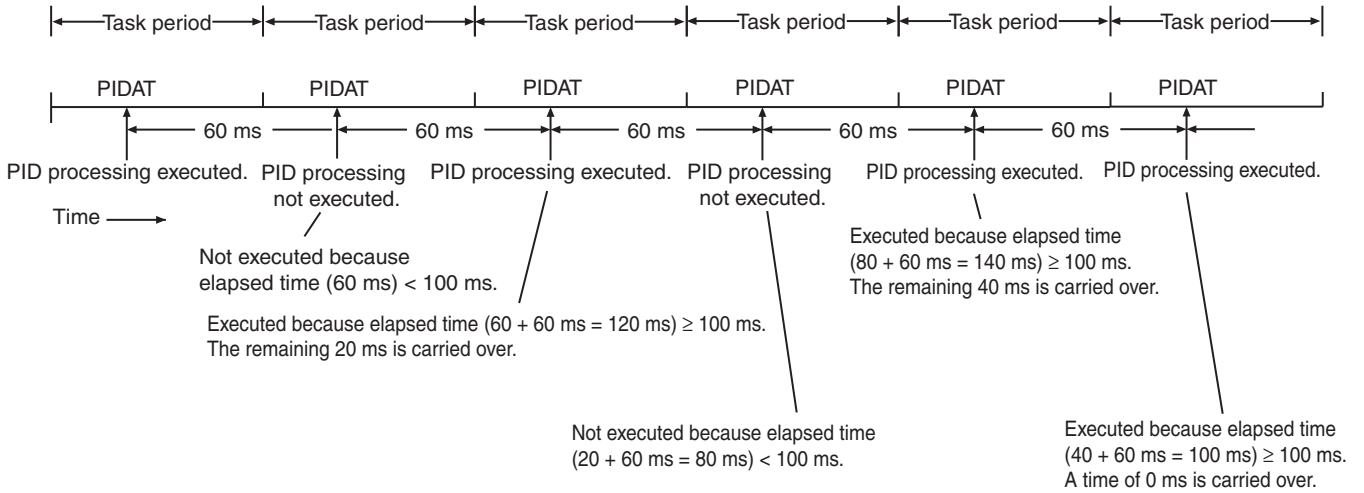 Task period Task period Task period Task period Task period Task period
PIDAT PIDAT PIDAT PIDAT PIDAT PIDAT
60 ms 60 ms 60 ms 60 ms 60 ms
PID processing executed. PID processing PID processing executed. PID processing PID processing executed. PID processing executed.
not executed. not executed.
Time
Not executed because
elapsed time (60 ms) < 100 ms.
Executed because elapsed time
(80 + 60 ms = 140 ms) ≥ 100 ms.
The remaining 40 ms is carried over.
Executed because elapsed time (60 + 60 ms = 120 ms) ≥ 100 ms.
The remaining 20 ms is carried over.
Not executed because elapsed time
(20 + 60 ms = 80 ms) < 100 ms.
Executed because elapsed time
(40 + 60 ms = 100 ms) ≥ 100 ms.
A time of 0 ms is carried over.